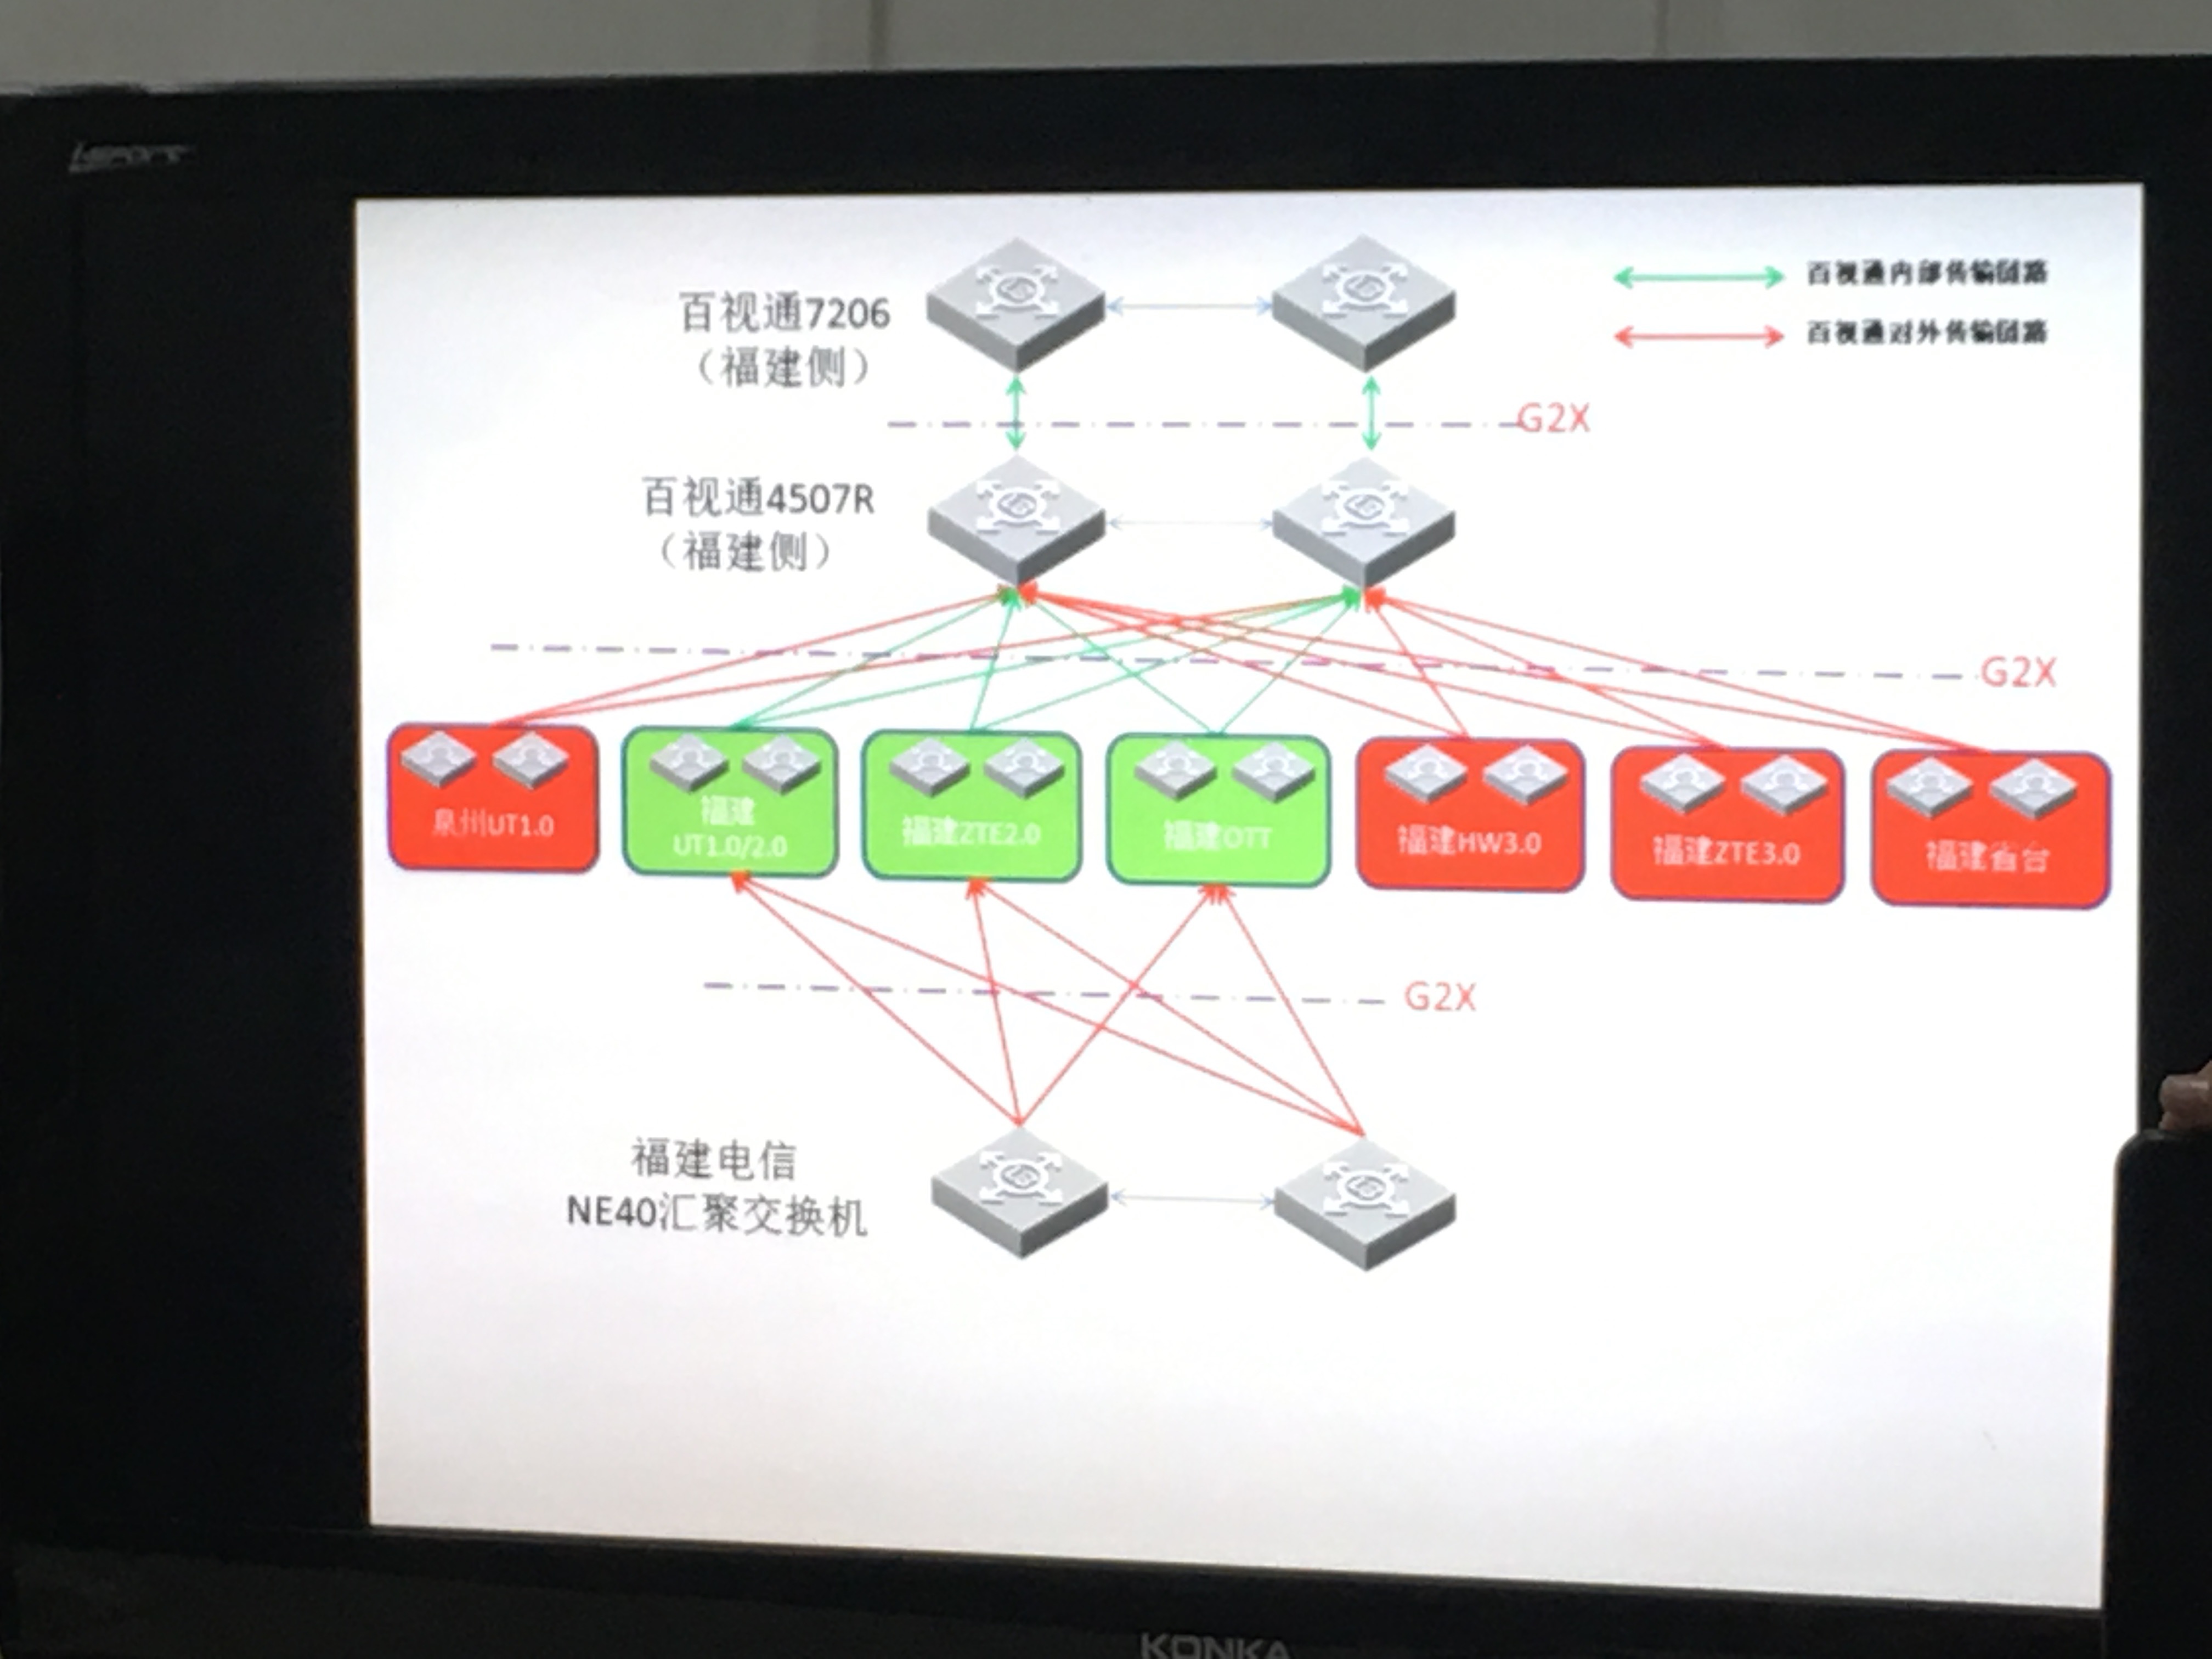 百视通7206
（福建侧）
百视通内部传输回路
百视通对外传输回路
G2X
百视通4507R
（福建侧）
G2X
泉州UT1.0
福建
UT1.0/2.0
福建ZTE2.0
福建OTT
福建HW3.0
福建ZTE3.0
福建省台
G2X
福建电信
NE40汇聚交换机
KONKA